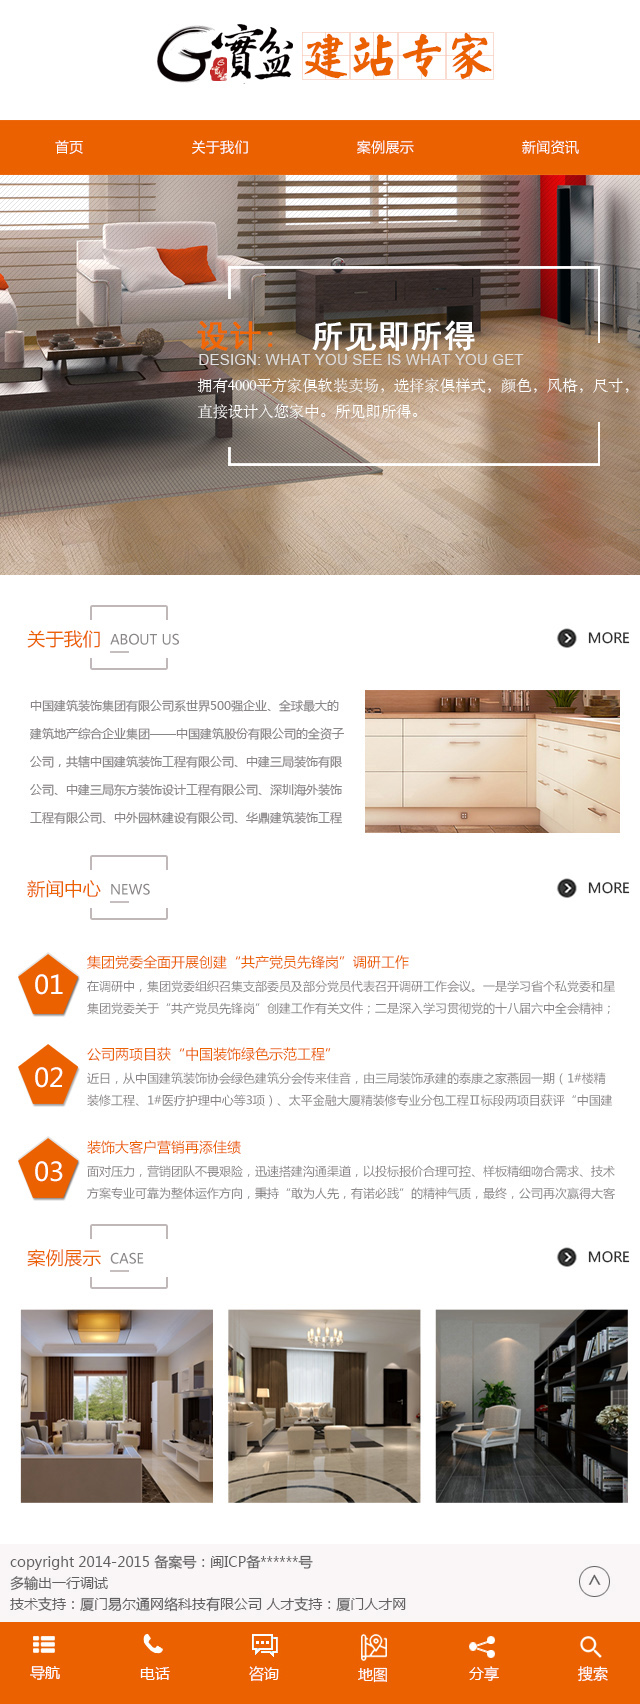 G寳盆 建站专家
首页 关于我们 案例展示 新闻资讯
设计： 所见即所得
DESIGN: WHAT YOU SEE IS WHAT YOU GET
拥有4000平方家俱软装卖场，选择家俱样式，颜色，风格，尺寸，
直接设计入您家中。所见即所得。
关于我们 ABOUT US MORE
中国建筑装饰集团有限公司系世界500强企业、全球最大的
建筑地产综合企业集团——中国建筑股份有限公司的全资子
公司，共辖中国建筑装饰工程有限公司、中建三局装饰有限
公司、中建三局东方装饰设计工程有限公司、深圳海外装饰
工程有限公司、中外园林建设有限公司、华鼎建筑装饰工程
新闻中心 NEWS MORE
01
集团党委全面开展创建“共产党员先锋岗”调研工作
在调研中，集团党委组织召集支部委员及部分党员代表召开调研工作会议。一是学习省个私党委和星
集团党委关于“共产党员先锋岗”创建工作有关文件；二是深入学习贯彻党的十八届六中全会精神；
02
公司两项目获“中国装饰绿色示范工程”
近日，从中国建筑装饰协会绿色建筑分会传来佳音，由三局装饰承建的泰康之家燕园一期（1#楼精
装修工程、1#医疗护理中心等3项）、太平金融大厦精装修专业分包工程Ⅱ标段两项目获评“中国建
03
装饰大客户营销再添佳绩
面对压力，营销团队不畏艰险，迅速搭建沟通渠道，以投标报价合理可控、样板精细吻合需求、技术
方案专业可靠为整体运作方向，秉持“敢为人先，有诺必践”的精神气质，最终，公司再次赢得大客
案例展示 CASE MORE
copyright 2014-2015 备案号：闽ICP备******号
多输出一行调试
技术支持：厦门易尔通网络科技有限公司 人才支持：厦门人才网
导航 电话 咨询 地图 分享 搜索